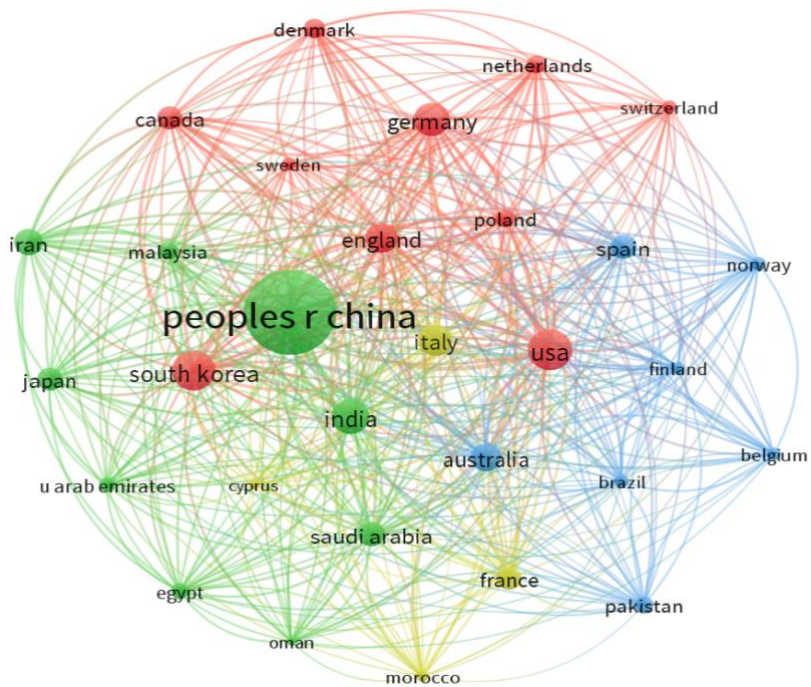 denmark
netherlands
switzerland
canada
germany
sweden
poland
iran
malaysia
england
spain
norway
peoples r china
italy
usa
south korea
japan
finland
india
australia
belgium
u arab emirates
cyprus
brazil
saudi arabia
egypt
france
pakistan
oman
morocco